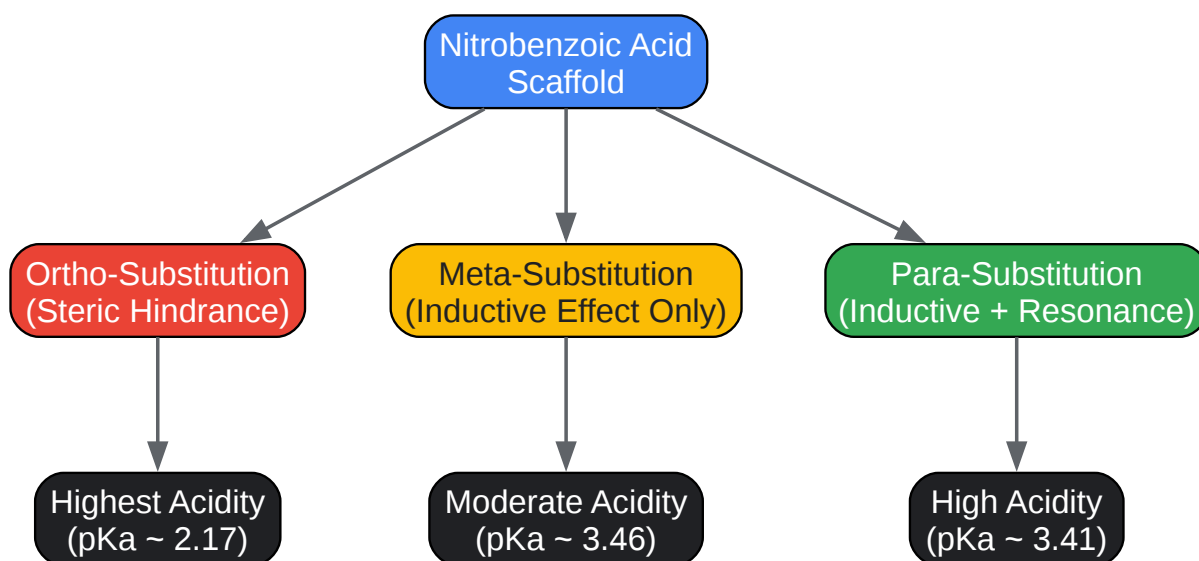 Nitrobenzoic Acid
Scaffold
Ortho-Substitution
(Steric Hindrance)
Meta-Substitution
(Inductive Effect Only)
Para-Substitution
(Inductive + Resonance)
Highest Acidity
(pKa ~ 2.17)
Moderate Acidity
(pKa ~ 3.46)
High Acidity
(pKa ~ 3.41)